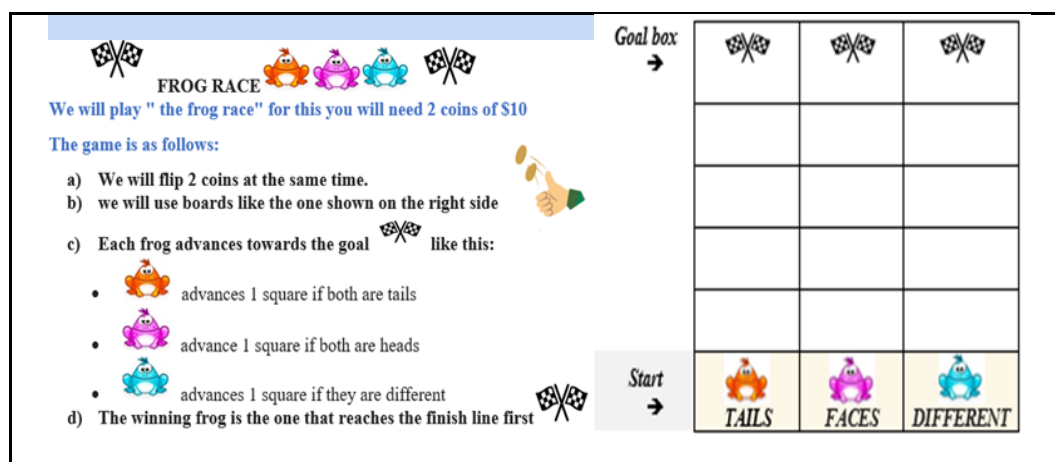 FROG RACE
We will play " the frog race" for this you will need 2 coins of $10
The game is as follows:
a) We will flip 2 coins at the same time.
b) we will use boards like the one shown on the right side
c) Each frog advances towards the goal like this:
• advances 1 square if both are tails
• advance 1 square if both are heads
• advances 1 square if they are different
d) The winning frog is the one that reaches the finish line first
Goal box
➔
Start
➔
TAILS FACES DIFFERENT